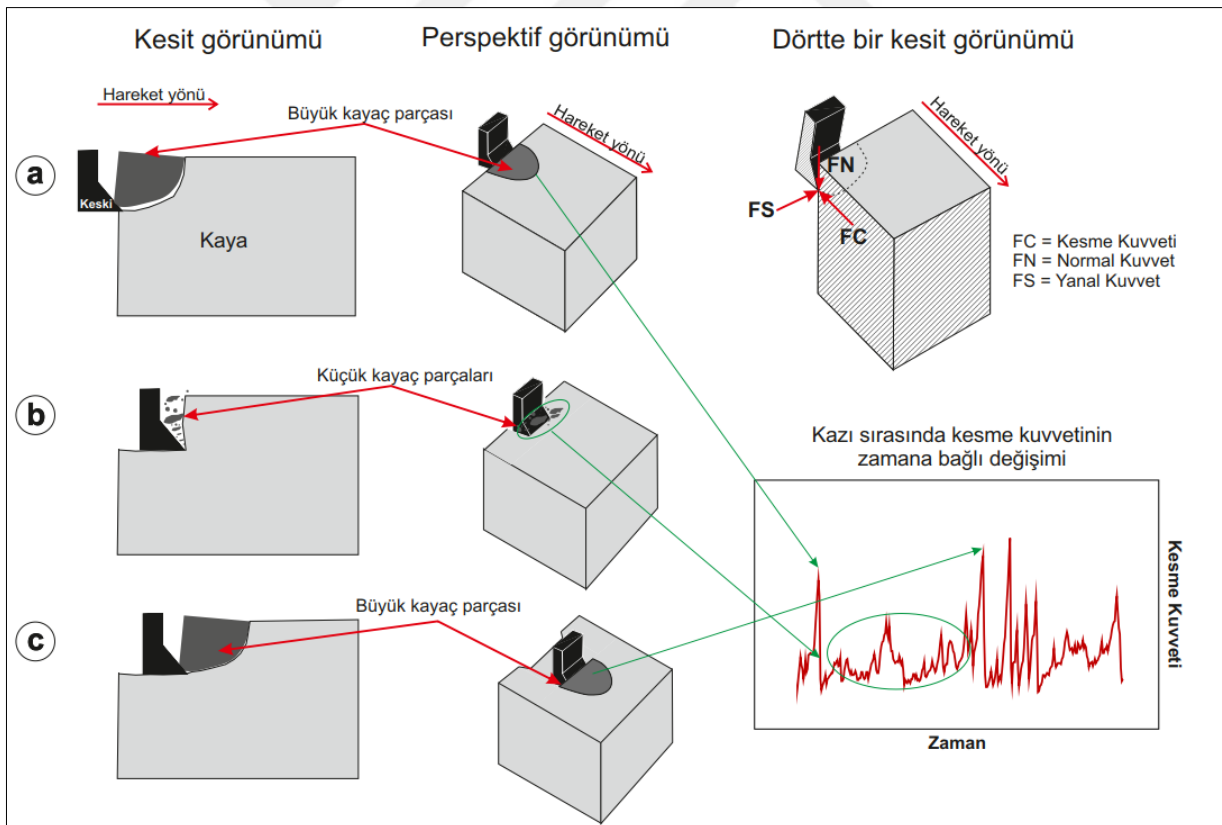 Kesit görünümü
Perspektif görünümü
Dörtte bir kesit görünümü
Hareket yönü
Büyük kayaç parçası
Hareket yönü
Hareket yönü
a
Keski
Kaya
FN
FS
FC
FC = Kesme Kuvveti
FN = Normal Kuvvet
FS = Yanal Kuvvet
Küçük kayaç parçaları
b
Kazı sırasında kesme kuvvetinin
zamana bağlı değişimi
Kesme Kuvveti
Zaman
Büyük kayaç parçası
c